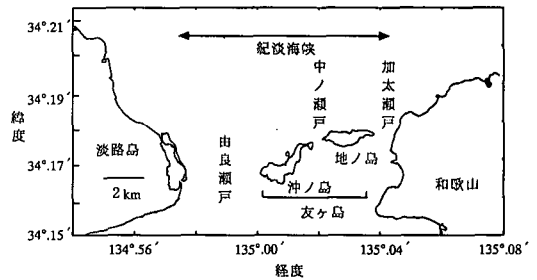 34°.21′
34°.19′
34°.17′
34°.15′
緯度
紀淡海峡
中ノ瀬戸
加太瀬戸
由良瀬戸
淡路島
2km
地ノ島
沖ノ島
友ヶ島
和歌山
134°.56′
135°.00′
135°.04′
135°.08′
経度